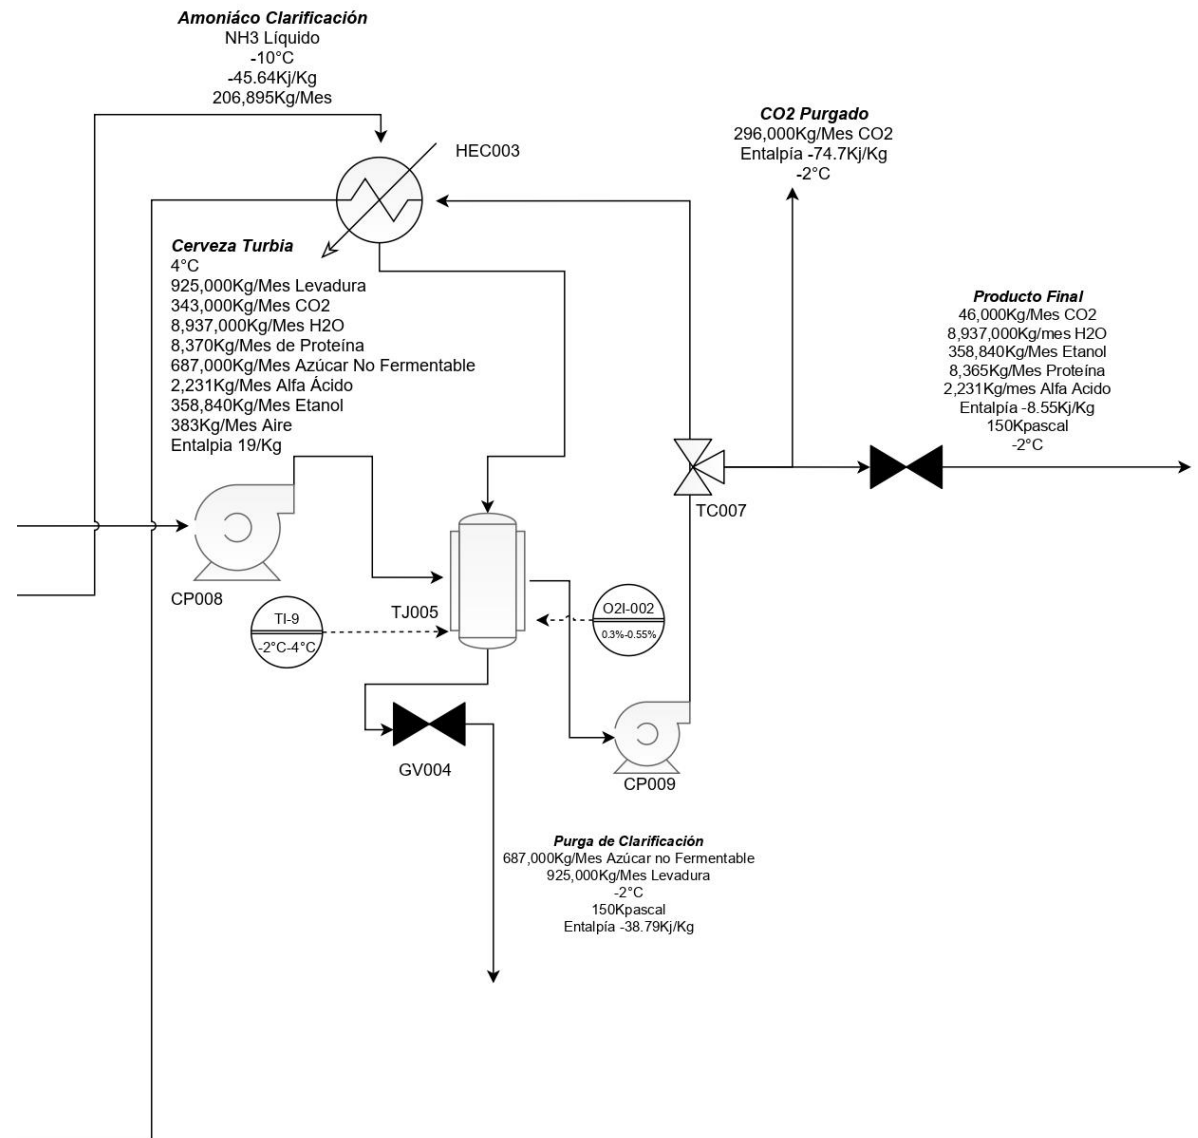 Amoniáco Clarificación
NH3 Líquido
-10°C
-45.64Kj/Kg
206,895Kg/Mes
HEC003
CO2 Purgado
296,000Kg/Mes CO2
Entalpía -74.7Kj/Kg
-2°C
Cerveza Turbia
4°C
925,000Kg/Mes Levadura
343,000Kg/Mes CO2
8,937,000Kg/Mes H2O
8,370Kg/Mes de Proteína
687,000Kg/Mes Azúcar No Fermentable
2,231Kg/Mes Alfa Ácido
358,840Kg/Mes Etanol
383Kg/Mes Aire
Entalpia 19/Kg
Producto Final
46,000Kg/Mes CO2
8,937,000Kg/mes H2O
358,840Kg/Mes Etanol
8,365Kg/Mes Proteína
2,231Kg/mes Alfa Acido
Entalpía -8.55Kj/Kg
150Kpascal
-2°C
TC007
CP008
TJ005
TI-9
-2°C-4°C
O2I-002
0.3%-0.55%
GV004
CP009
Purga de Clarificación
687,000Kg/Mes Azúcar no Fermentable
925,000Kg/Mes Levadura
-2°C
150Kpascal
Entalpía -38.79Kj/Kg